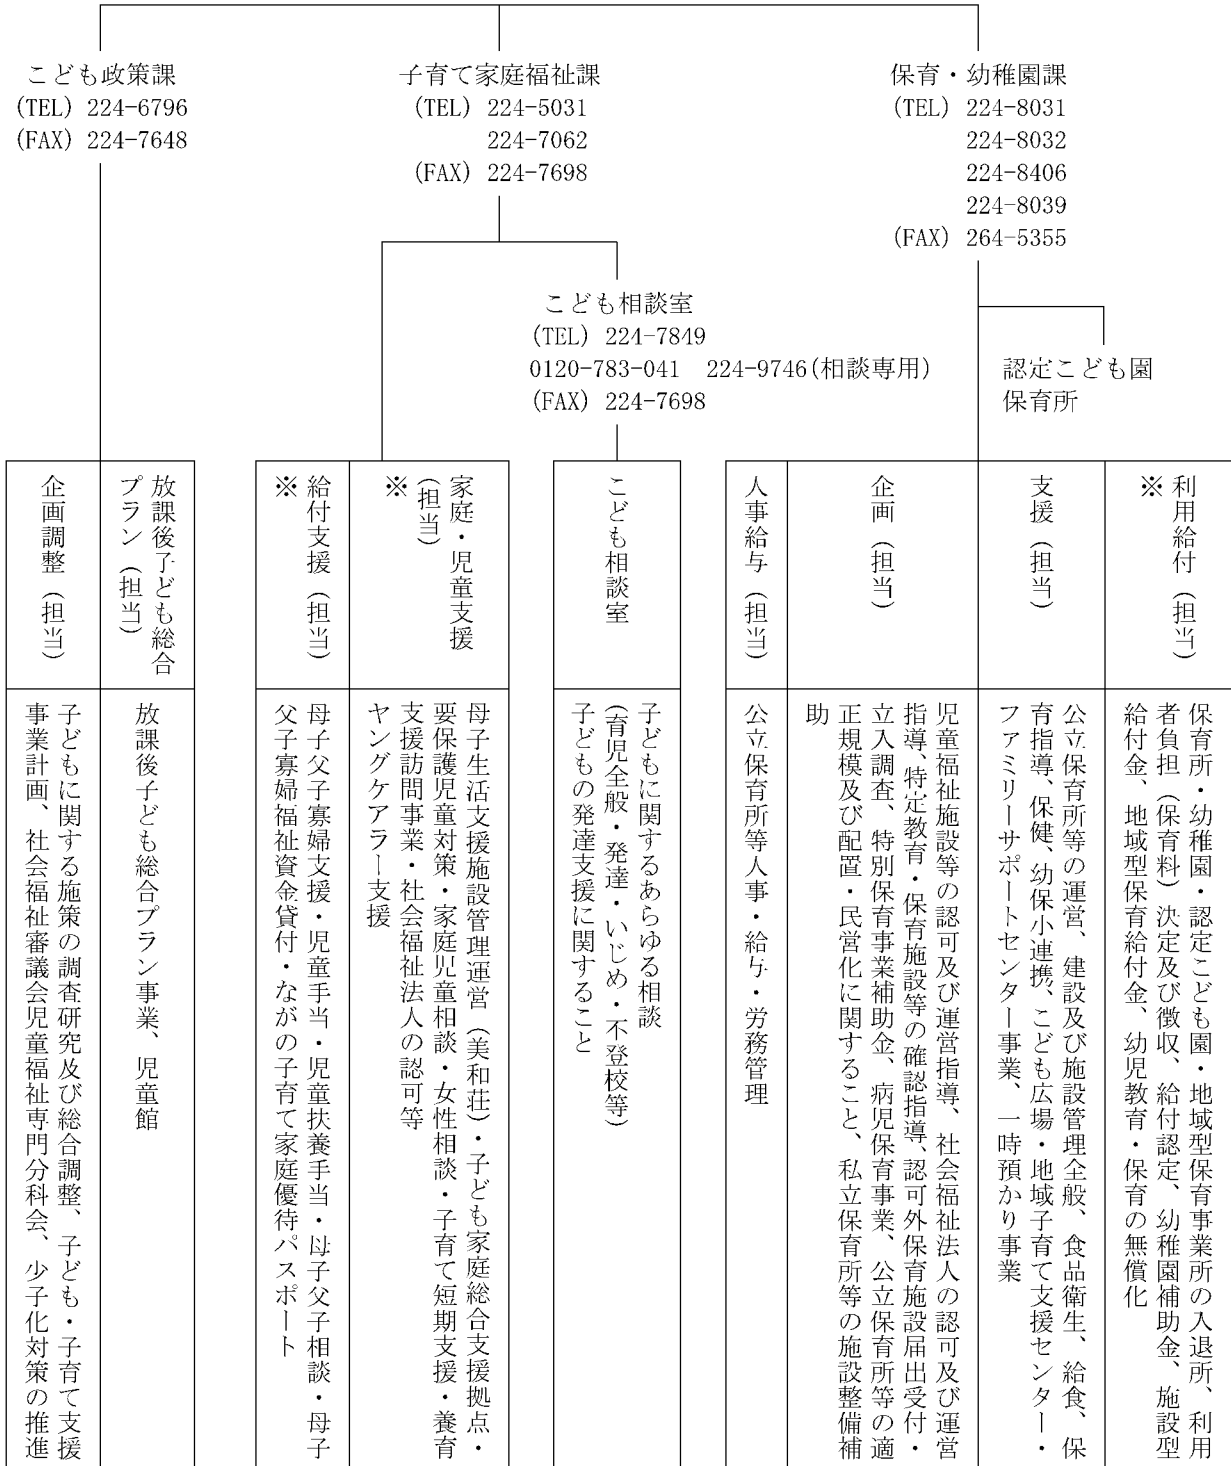 こども政策課
(TEL) 224-6796
(FAX) 224-7648
子育て家庭福祉課
(TEL) 224-5031
224-7062
(FAX) 224-7698
保育・幼稚園課
(TEL) 224-8031
224-8032
224-8406
224-8039
(FAX) 264-5355
こども相談室
(TEL) 224-7849
0120-783-041 224-9746(相談専用)
(FAX) 224-7698
認定こども園
保育所
利用給付(担当)
※
支援(担当)
企画(担当)
人事給与(担当)
こども相談室
家庭・児童支援
(担当)
※
給付支援(担当)
※
放課後子ども総合
プラン(担当)
企画調整(担当)
保育所・幼稚園・認定こども園・地域型保育事業所の入退所、利用
者負担(保育料)決定及び徴収、給付認定、幼稚園補助金、施設型
給付金、地域型保育給付金、幼児教育・保育の無償化
公立保育所等の運営、建設及び施設管理全般、食品衛生、給食、保
育指導、保健、幼保小連携、こども広場・地域子育て支援センター・
ファミリーサポートセンター事業、一時預かり事業
児童福祉施設等の認可及び運営指導、社会福祉法人の認可及び運営
指導、特定教育・保育施設等の確認指導、認可外保育施設届出受付・
立入調査、特別保育事業補助金、病児保育事業、公立保育所等の適
正規模及び配置・民営化に関すること、私立保育所等の施設整備補
助
公立保育所等人事・給与・労務管理
子どもに関するあらゆる相談
(育児全般・発達・いじめ・不登校等)
子どもの発達支援に関すること
母子生活支援施設管理運営(美和荘)・子ども家庭総合支援拠点・
要保護児童対策・家庭児童相談・女性相談・子育て短期支援・養育
支援訪問事業・社会福祉法人の認可等
ヤングケアラー支援
母子父子寡婦支援・児童手当・児童扶養手当・母子父子相談・母子
父子寡婦福祉資金貸付・ながの子育て家庭優待パスポート
放課後子ども総合プラン事業、児童館
子どもに関する施策の調査研究及び総合調整、子ども・子育て支援
事業計画、社会福祉審議会児童福祉専門分科会、少子化対策の推進